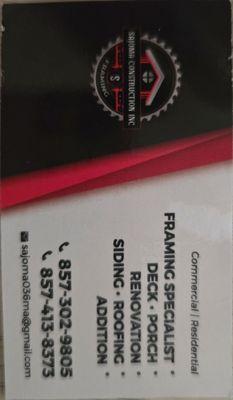 SAJOMA CONSTRUCTION INC
S
FRAMING
Commercial | Residential
FRAMING SPECIALIST •
DECK • PORCH •
RENOVATION •
SIDING • ROOFING •
ADDITION •
857-302-9805
857-413-8373
sajoma036ma@gmail.com